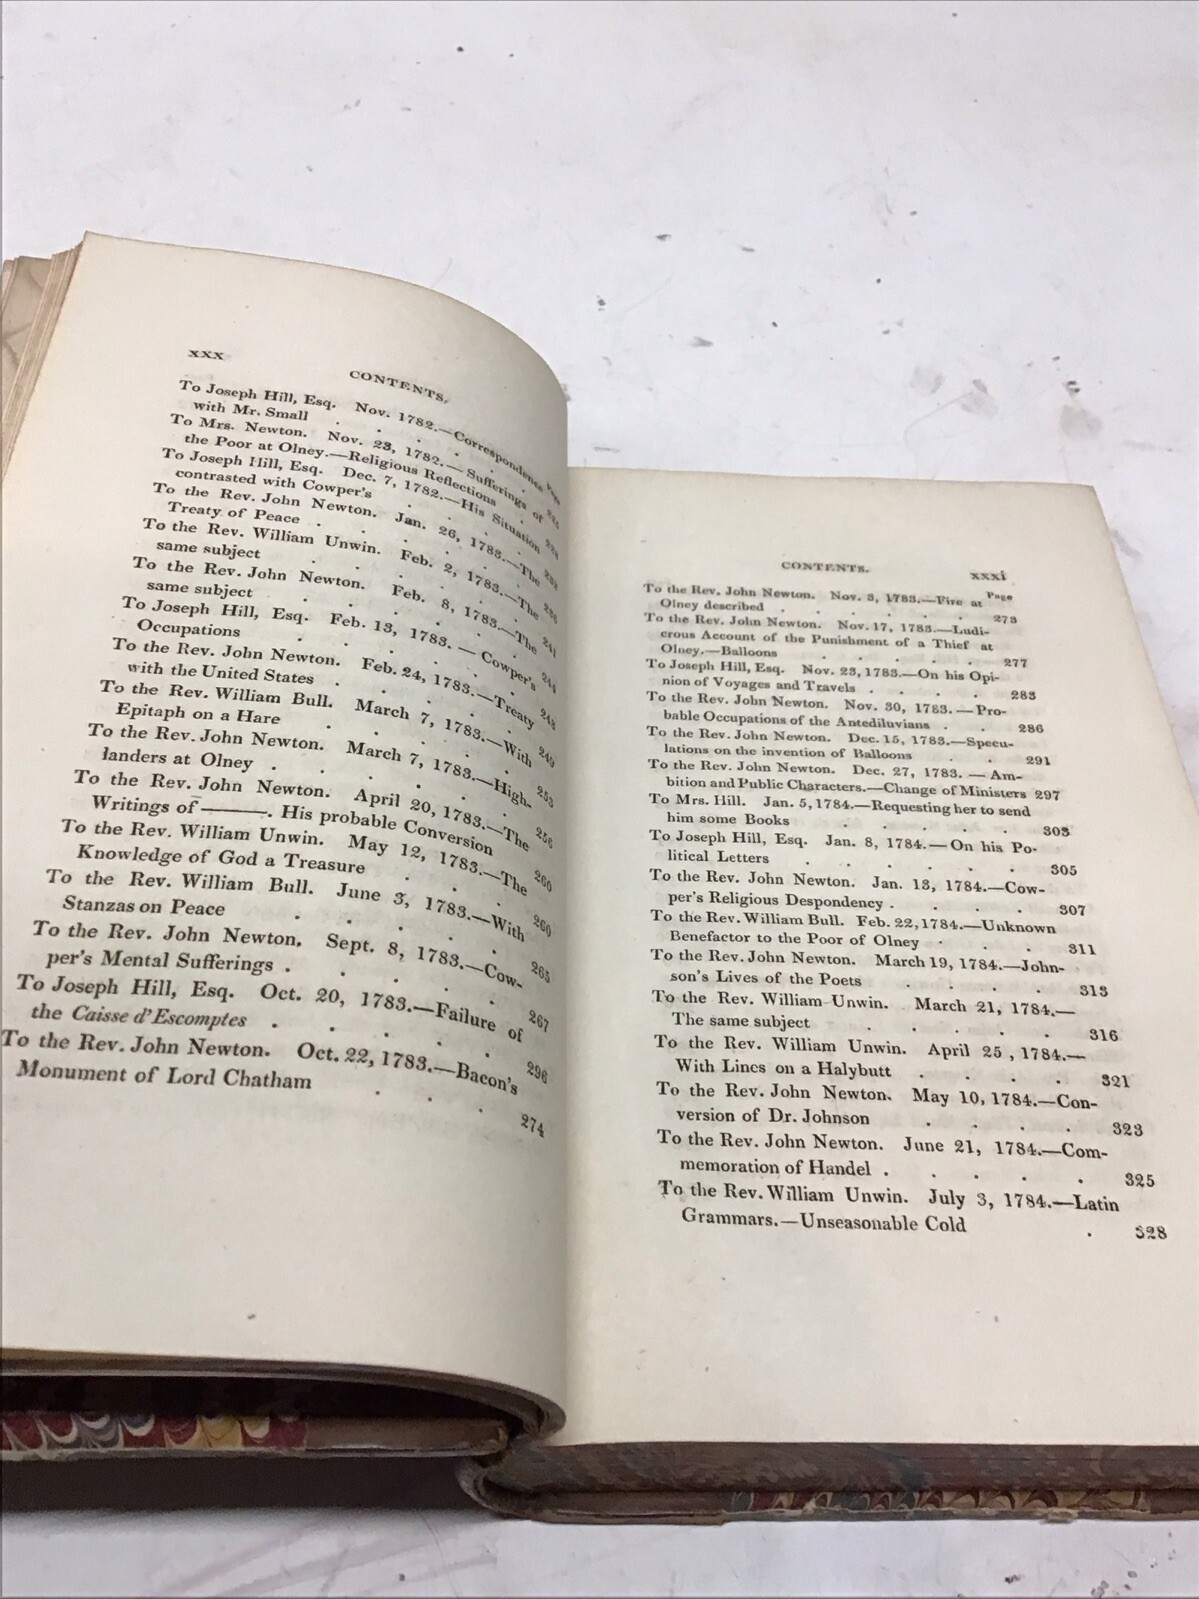 xxx
CONTENTS.
Page
To Joseph Hill, Esq. Nov. 1782.—Correspondence
with Mr. Small . . . .
To Mrs. Newton. Nov. 23, 1782.—Sufferings of
the Poor at Olney.—Religious Reflections .
To Joseph Hill, Esq. Dec. 7, 1782.—His Situation
contrasted with Cowper's . . . .
To the Rev. John Newton. Jan. 26, 1783.—The
Treaty of Peace . . . . .
To the Rev. William Unwin. Feb. 2, 1783.—The
same subject . . . . . 236
To the Rev. John Newton. Feb. 8, 1783.—The
same subject . . . . . 241
To Joseph Hill, Esq. Feb. 13, 1783. — Cowper's
Occupations . . . . . 244
To the Rev. John Newton. Feb. 24, 1783.—Treaty
with the United States . . . . 248
To the Rev. William Bull. March 7, 1783.—With
Epitaph on a Hare . . . . 249
To the Rev. John Newton. March 7, 1783.—High-
landers at Olney . . . . . 253
To the Rev. John Newton. April 20, 1783.—The
Writings of ———. His probable Conversion 256
To the Rev. William Unwin. May 12, 1783.—The
Knowledge of God a Treasure . . . 260
To the Rev. William Bull. June 3, 1783.—With
Stanzas on Peace . . . . 260
To the Rev. John Newton. Sept. 8, 1783.—Cow-
per's Mental Sufferings . . . . 265
To Joseph Hill, Esq. Oct. 20, 1783.—Failure of
the Caisse d'Escomptes . . . . 267
To the Rev. John Newton. Oct. 22, 1783.—Bacon's 296
Monument of Lord Chatham . . . 274
CONTENTS. xxxi
Page
To the Rev. John Newton. Nov. 3, 1783.—Fire at
Olney described . . . . . 273
To the Rev. John Newton. Nov. 17, 1783.—Ludi-
crous Account of the Punishment of a Thief at
Olney.—Balloons . . . . . 277
To Joseph Hill, Esq. Nov. 23, 1783.—On his Opi-
nion of Voyages and Travels . . . . 283
To the Rev. John Newton. Nov. 30, 1783. — Pro-
bable Occupations of the Antediluvians . . 286
To the Rev. John Newton. Dec. 15, 1783.—Specu-
lations on the invention of Balloons . . 291
To the Rev. John Newton. Dec. 27, 1783. — Am-
bition and Public Characters.—Change of Ministers 297
To Mrs. Hill. Jan. 5, 1784.—Requesting her to send
him some Books . . . . . 303
To Joseph Hill, Esq. Jan. 8, 1784. — On his Po-
litical Letters . . . . . 305
To the Rev. John Newton. Jan. 13, 1784.—Cow-
per's Religious Despondency . . . . 307
To the Rev. William Bull. Feb. 22, 1784.—Unknown
Benefactor to the Poor of Olney . . . 311
To the Rev. John Newton. March 19, 1784.—John-
son's Lives of the Poets . . . . 313
To the Rev. William Unwin. March 21, 1784.—
The same subject . . . . . 316
To the Rev. William Unwin. April 25, 1784.—
With Lines on a Halybutt . . . . 321
To the Rev. John Newton. May 10, 1784.—Con-
version of Dr. Johnson . . . . 323
To the Rev. John Newton. June 21, 1784.—Com-
memoration of Handel . . . . . 325
To the Rev. William Unwin. July 3, 1784.—Latin
Grammars.—Unseasonable Cold . 328